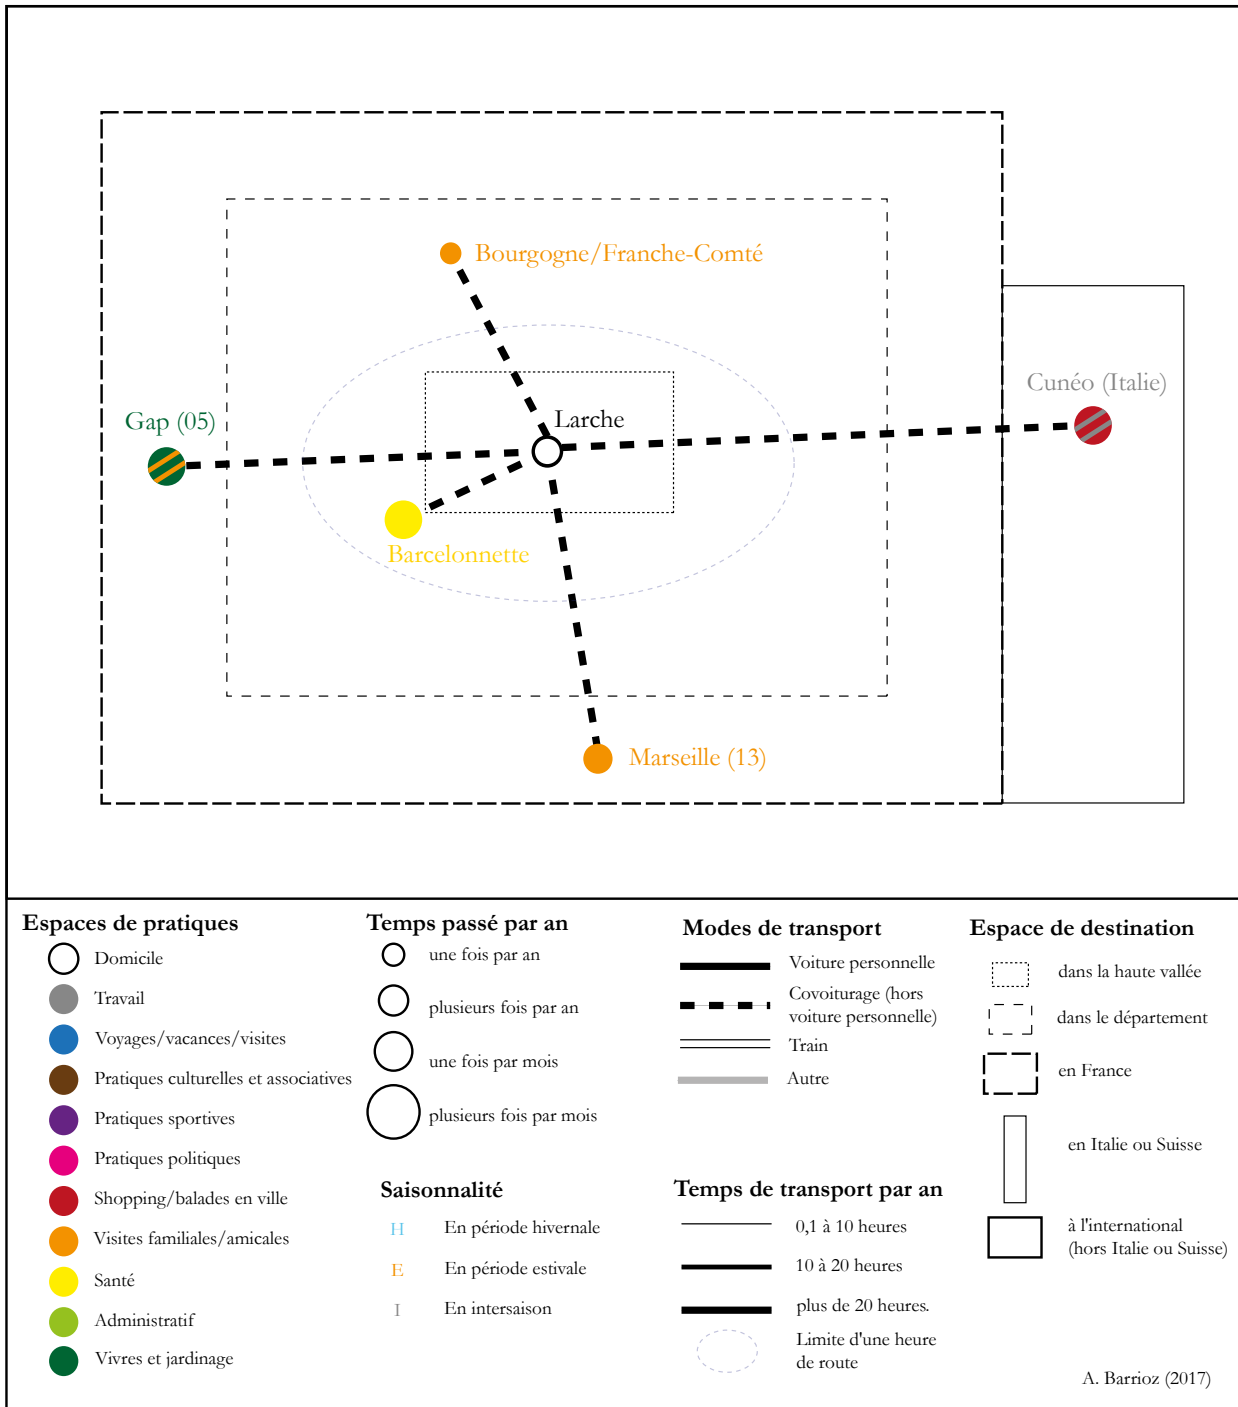 Bourgogne/Franche-Comté
Cunéo (Italie)
Gap (05)
Larche
Barcelonnette
Marseille (13)
Espaces de pratiques
Domicile
Travail
Voyages/vacances/visites
Pratiques culturelles et associatives
Pratiques sportives
Pratiques politiques
Shopping/balades en ville
Visites familiales/amicales
Santé
Administratif
Vivres et jardinage
Temps passé par an
une fois par an
plusieurs fois par an
une fois par mois
plusieurs fois par mois
Saisonnalité
H En période hivernale
E En période estivale
I En intersaison
Modes de transport
Voiture personnelle
Covoiturage (hors
voiture personnelle)
Train
Autre
Temps de transport par an
0,1 à 10 heures
10 à 20 heures
plus de 20 heures.
Limite d'une heure
de route
Espace de destination
dans la haute vallée
dans le département
en France
en Italie ou Suisse
à l'international
(hors Italie ou Suisse)
A. Barrioz (2017)